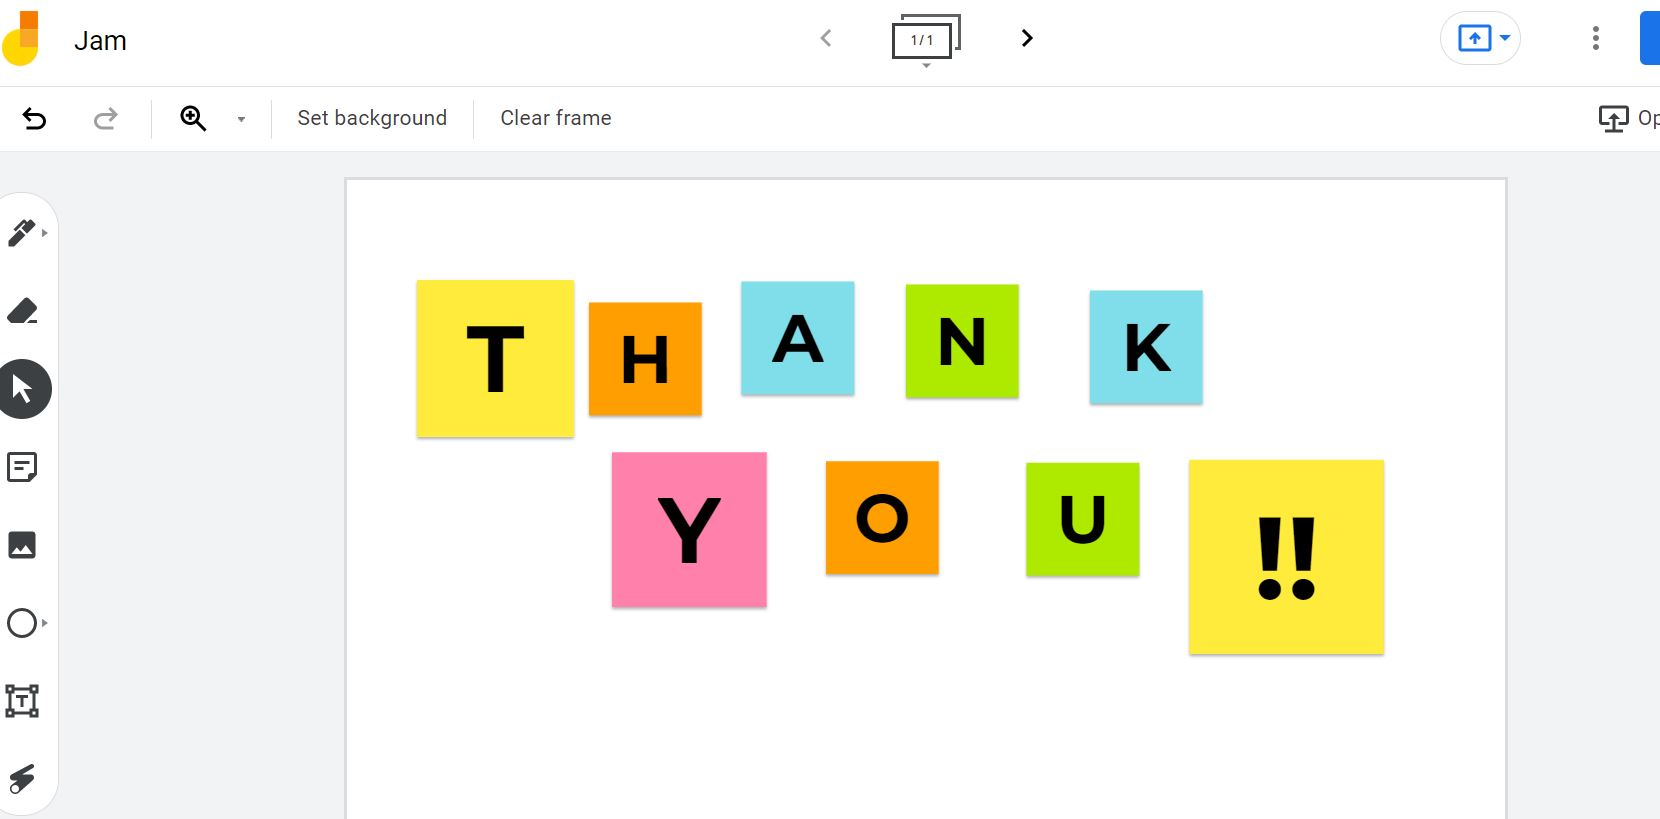 Jam
1/1
Set background
Clear frame
Op
T H A N K
Y O U !!